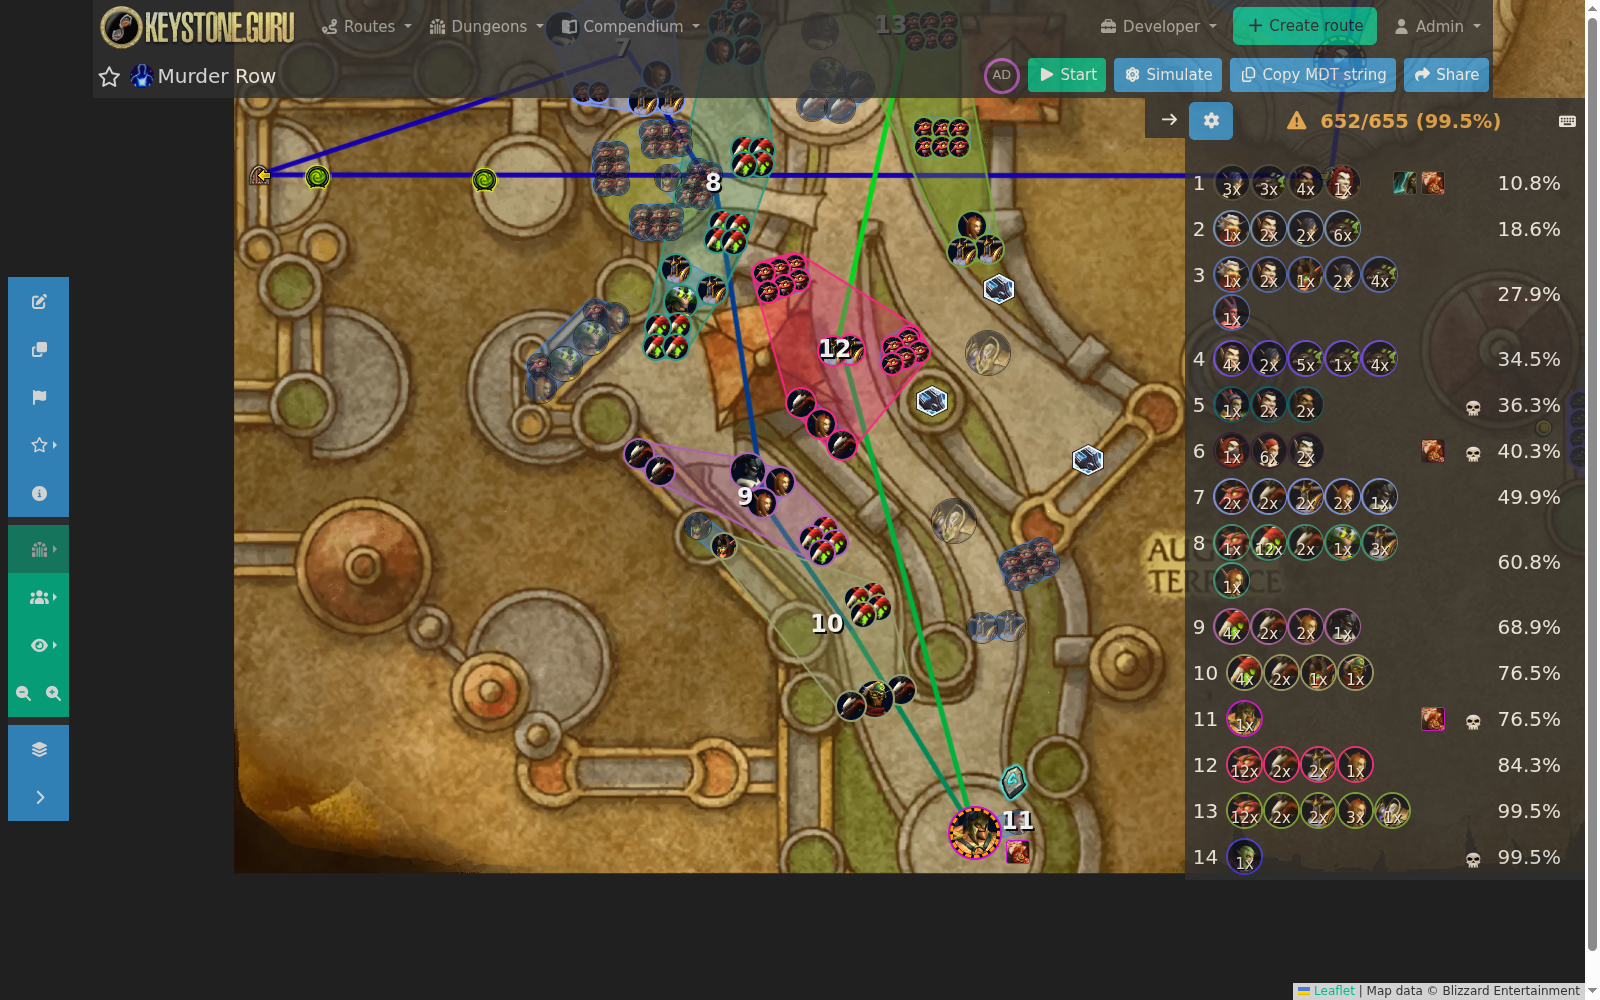 KEYSTONE.GURU
Routes
Dungeons
Compendium
Developer
Create route
Admin
Murder Row
AD
Start
Simulate
Copy MDT string
Share
652/655 (99.5%)
1 3x 3x 4x 1x 10.8%
2 1x 2x 2x 6x 18.6%
3 1x 2x 1x 2x 4x 27.9%
1x
4 4x 2x 5x 1x 4x 34.5%
5 1x 2x 2x 36.3%
6 1x 6x 2x 40.3%
7 2x 2x 2x 2x 1x 49.9%
8 1x 12x 2x 1x 3x 60.8%
1x
9 4x 2x 2x 1x 68.9%
10 4x 2x 1x 1x 76.5%
11 1x 76.5%
12 12x 2x 2x 1x 84.3%
13 12x 2x 2x 3x 1x 99.5%
14 1x 99.5%
7
13
8
12
9
10
11
TERRACE
Leaflet | Map data © Blizzard Entertainment